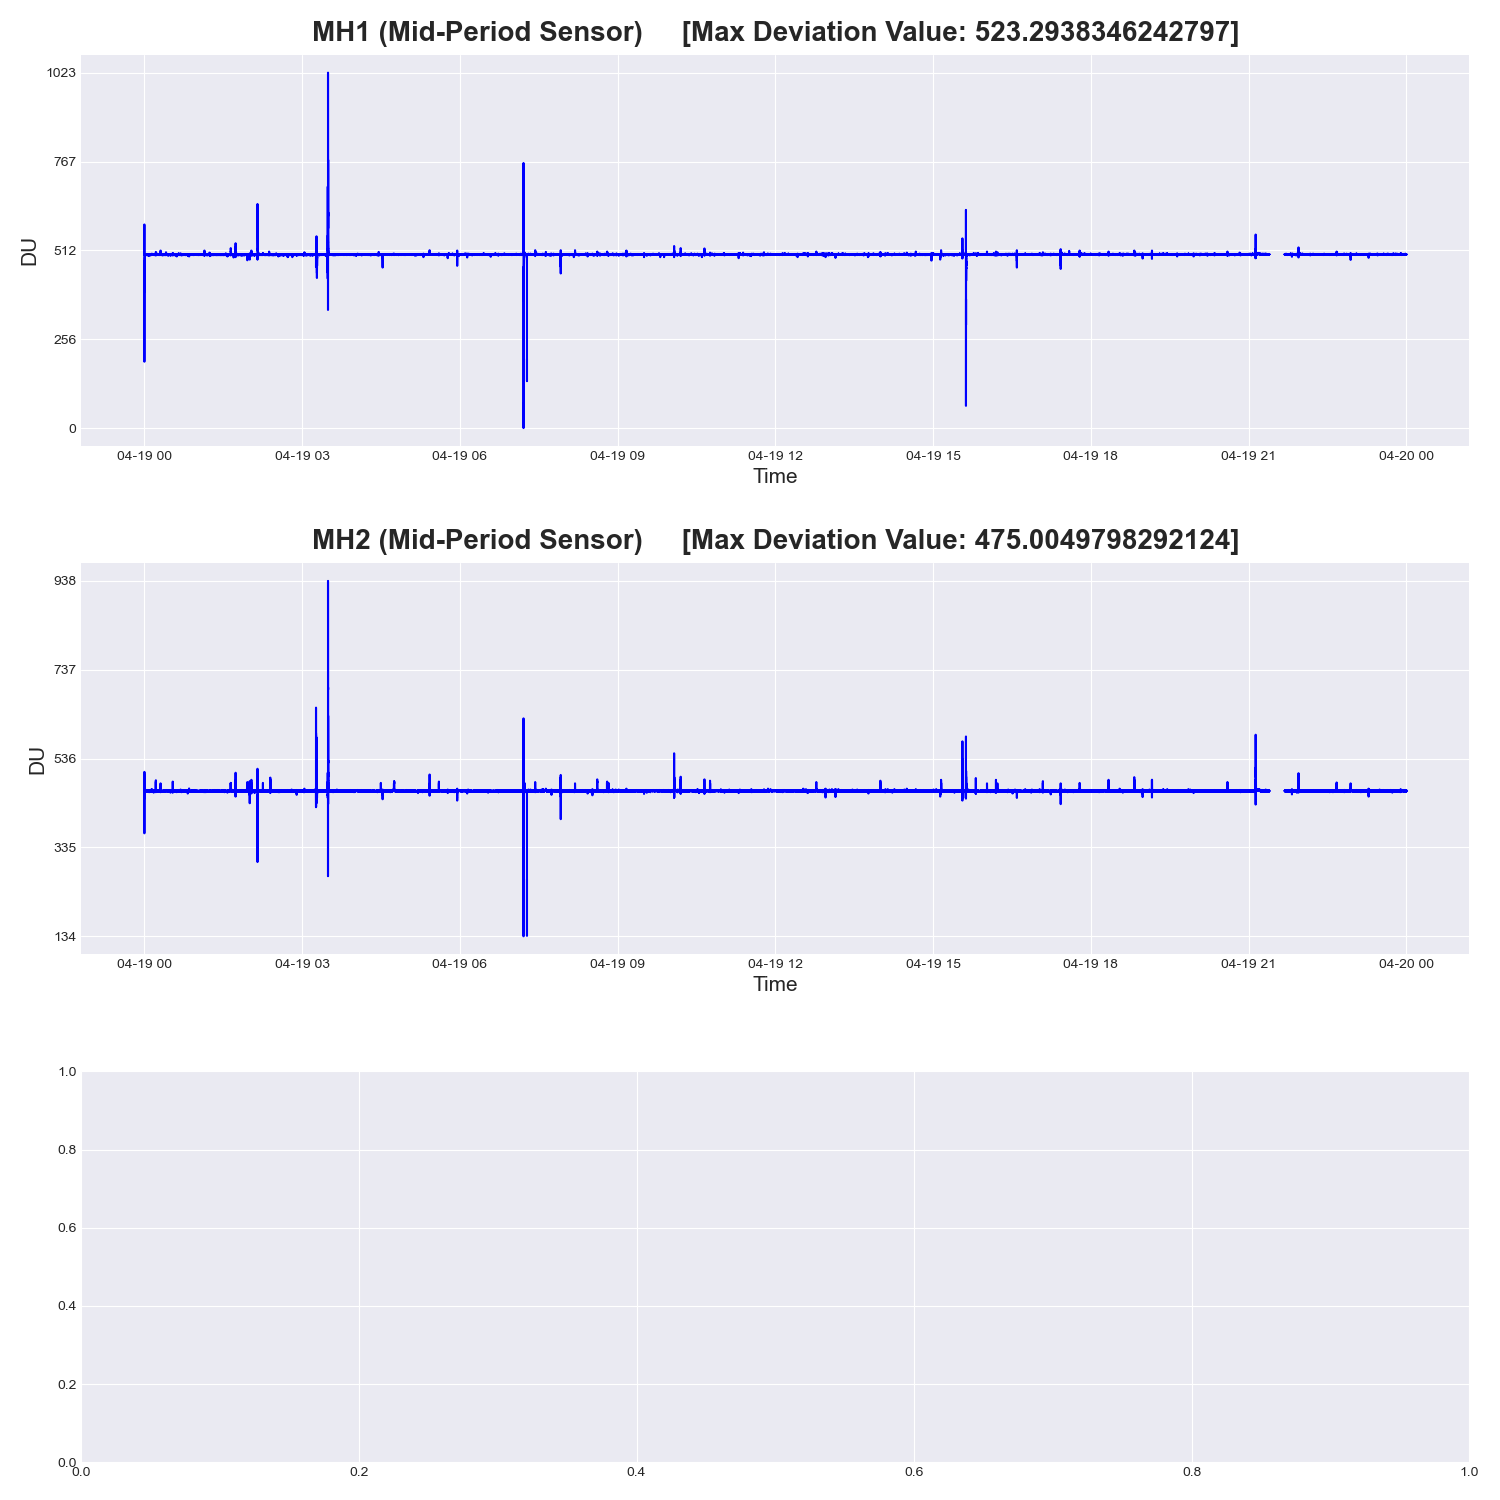 MH1 (Mid-Period Sensor) [Max Deviation Value: 523.2938346242797]
1023
767
512
256
0
DU
04-19 00 04-19 03 04-19 06 04-19 09 04-19 12 04-19 15 04-19 18 04-19 21 04-20 00
Time
MH2 (Mid-Period Sensor) [Max Deviation Value: 475.0049798292124]
938
737
536
335
134
DU
04-19 00 04-19 03 04-19 06 04-19 09 04-19 12 04-19 15 04-19 18 04-19 21 04-20 00
Time
1.0
0.8
0.6
0.4
0.2
0.0
0.0 0.2 0.4 0.6 0.8 1.0